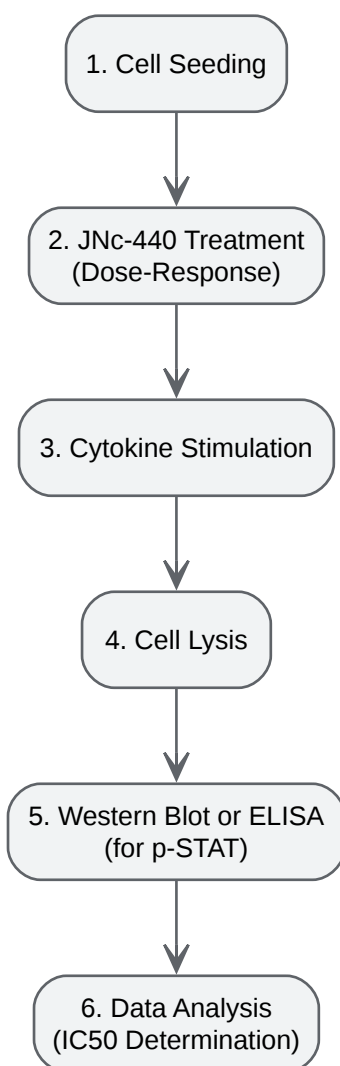 1. Cell Seeding
2. JNc-440 Treatment
(Dose-Response)
3. Cytokine Stimulation
4. Cell Lysis
5. Western Blot or ELISA
(for p-STAT)
6. Data Analysis
(IC50 Determination)